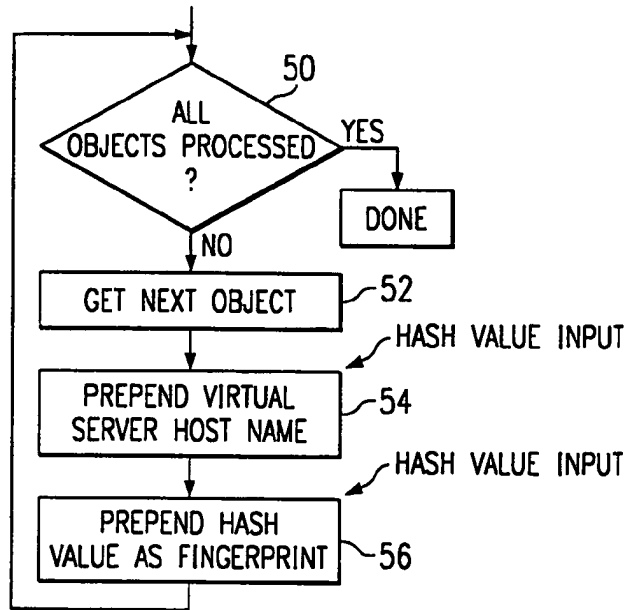 50
ALL
OBJECTS PROCESSED
?
YES
DONE
NO
GET NEXT OBJECT
52
HASH VALUE INPUT
PREPEND VIRTUAL
SERVER HOST NAME
54
HASH VALUE INPUT
PREPEND HASH
VALUE AS FINGERPRINT
56